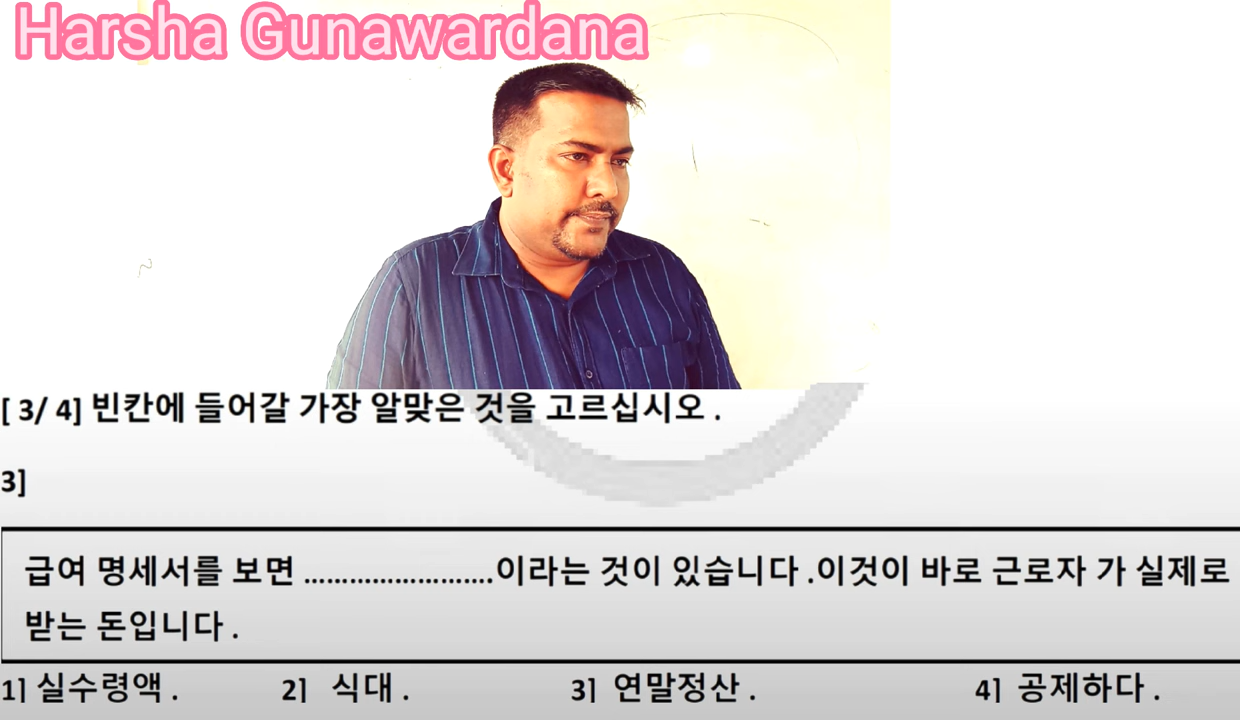 Harsha Gunawardana
[ 3/ 4] 빈칸에 들어갈 가장 알맞은 것을 고르십시오 .
3]
급여 명세서를 보면 .........................이라는 것이 있습니다 .이것이 바로 근로자 가 실제로
받는 돈입니다 .
1] 실수령액 . 2] 식대 . 3] 연말정산 . 4] 공제하다 .